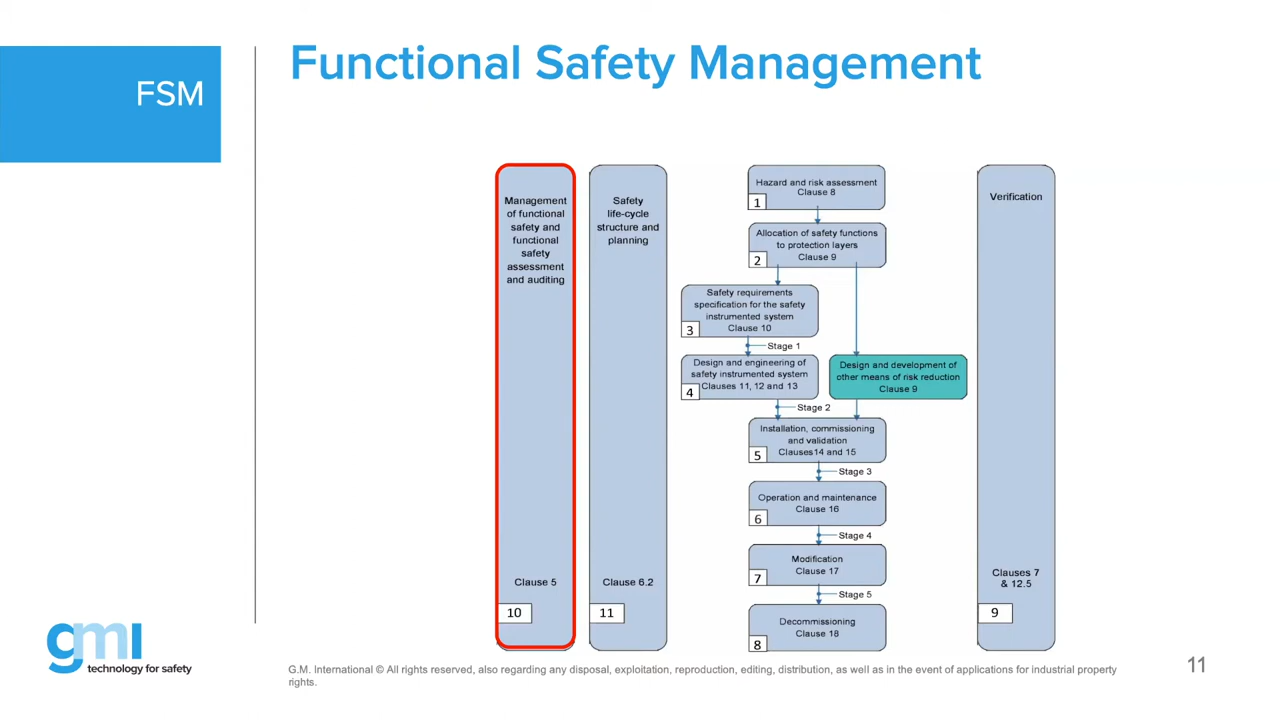 Functional Safety Management
FSM
Management
of functional
safety and
functional
safety
assessment
and auditing
Clause 5
10
Safety
life-cycle
structure and
planning
Clause 6.2
11
Hazard and risk assessment
Clause 8
1
Allocation of safety functions
to protection layers
Clause 9
2
Safety requirements
specification for the safety
instrumented system
Clause 10
3
Stage 1
Design and engineering of
safety instrumented system
Clauses 11, 12 and 13
4
Design and development of
other means of risk reduction
Clause 9
Stage 2
Installation, commissioning
and validation
Clauses14 and 15
5
Stage 3
Operation and maintenance
Clause 16
6
Stage 4
Modification
Clause 17
7
Stage 5
Decommissioning
Clause 18
8
Verification
Clauses 7
& 12.5
9
gmi
technology for safety
G.M. International © All rights reserved, also regarding any disposal, exploitation, reproduction, editing, distribution, as well as in the event of applications for industrial property
rights.
11